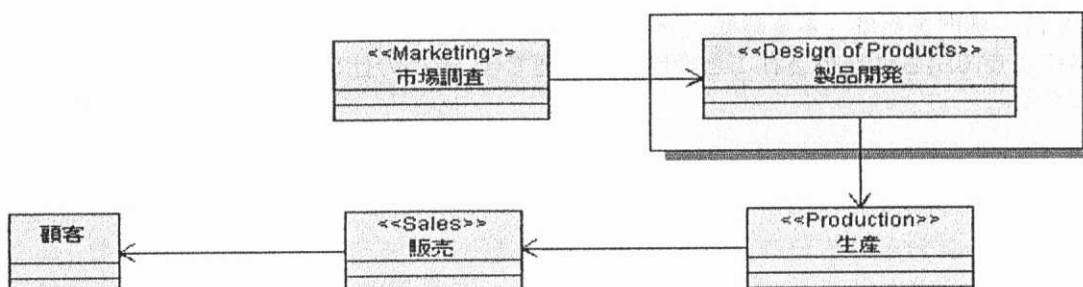 <<Marketing>>
市場調査
<<Design of Products>>
製品開発
<<Production>>
生産
<<Sales>>
販売
顧客